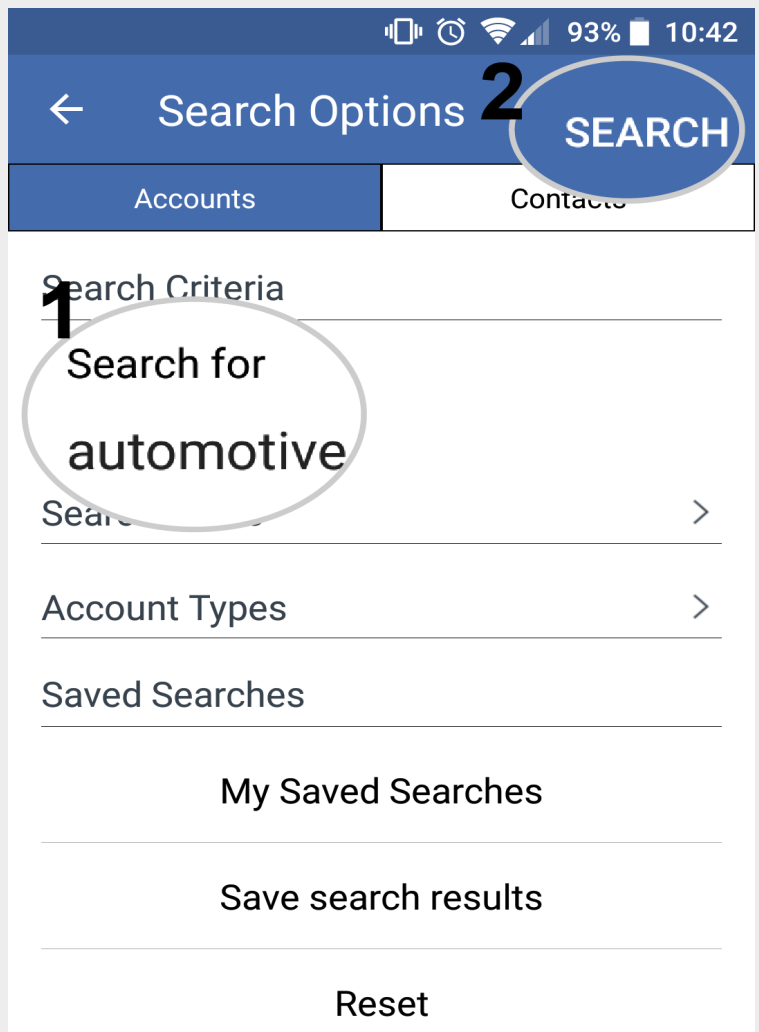 93% 10:42
Search Options 2 SEARCH
Accounts Contacts
Search Criteria
1
Search for
automotive
Account Types
Saved Searches
My Saved Searches
Save search results
Reset